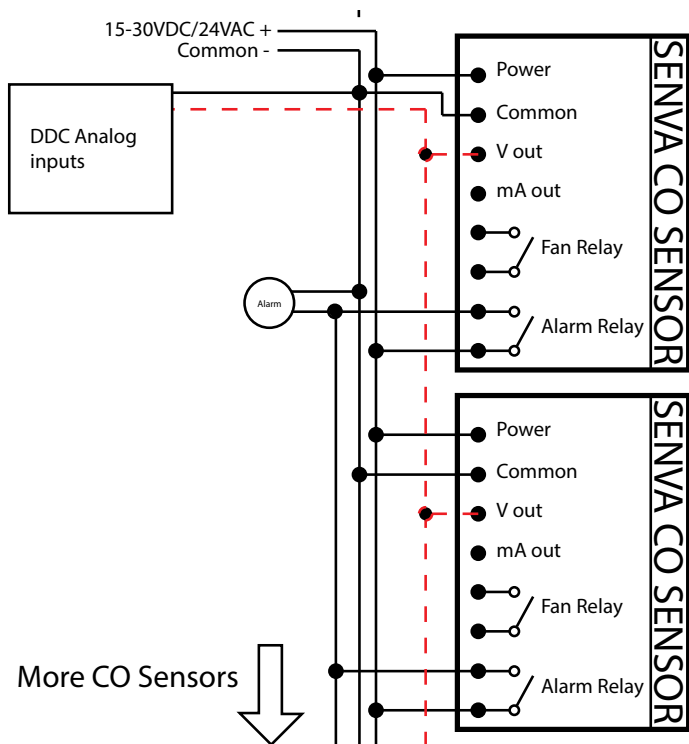 15-30VDC/24VAC +
Common -
DDC Analog
inputs
Power
Common
V out
mA out
Fan Relay
Alarm
Alarm Relay
SENVA CO SENSOR
Power
Common
V out
mA out
Fan Relay
Alarm Relay
SENVA CO SENSOR
More CO Sensors